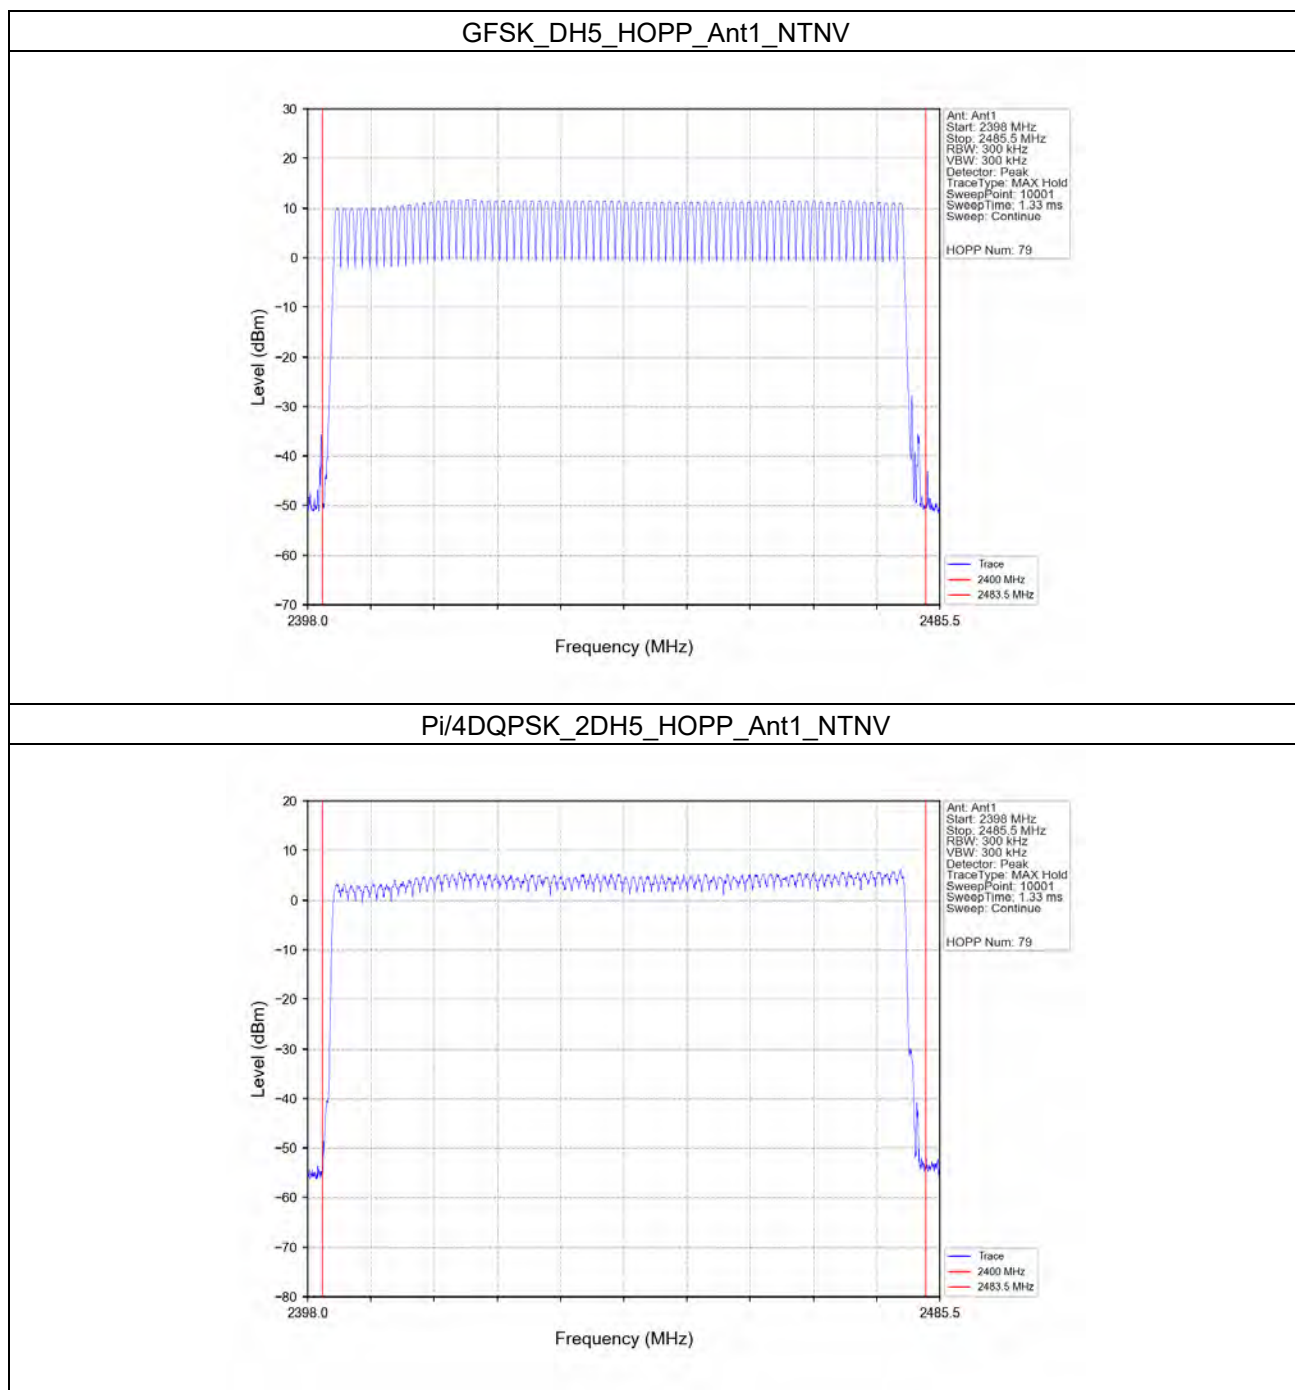 GFSK_DH5_HOPP_Ant1_NTNV
30
20
10
0
−10
−20
−30
−40
−50
−60
−70
Level (dBm)
2398.0
2485.5
Frequency (MHz)
Ant: Ant1
Start: 2398 MHz
Stop: 2485.5 MHz
RBW: 300 kHz
VBW: 300 kHz
Detector: Peak
TraceType: MAX Hold
SweepPoint: 10001
SweepTime: 1.33 ms
Sweep: Continue
HOPP Num: 79
Trace
2400 MHz
2483.5 MHz
Pi/4DQPSK_2DH5_HOPP_Ant1_NTNV
20
10
0
−10
−20
−30
−40
−50
−60
−70
−80
Level (dBm)
2398.0
2485.5
Frequency (MHz)
Ant: Ant1
Start: 2398 MHz
Stop: 2485.5 MHz
RBW: 300 kHz
VBW: 300 kHz
Detector: Peak
TraceType: MAX Hold
SweepPoint: 10001
SweepTime: 1.33 ms
Sweep: Continue
HOPP Num: 79
Trace
2400 MHz
2483.5 MHz